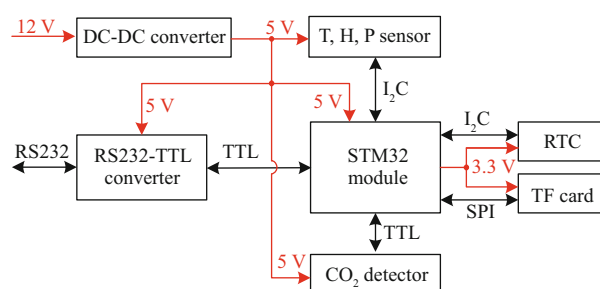 12 V
DC-DC converter
5 V
T, H, P sensor
5 V
5 V
I₂C
RS232
RS232-TTL
converter
TTL
STM32
module
I₂C
RTC
3.3 V
TF card
SPI
TTL
5 V
CO₂ detector